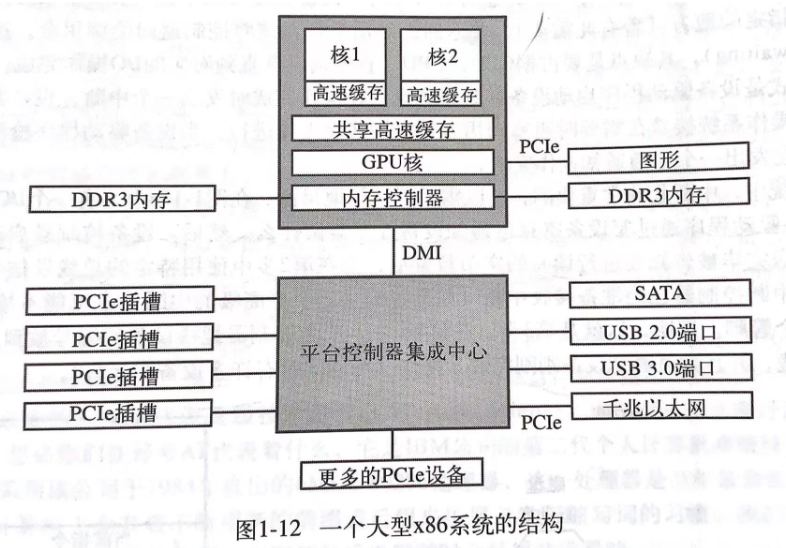 核1 核2
高速缓存 高速缓存
共享高速缓存
PCIe
GPU核 图形
DDR3内存 内存控制器 DDR3内存
DMI
PCIe插槽 SATA
PCIe插槽 平台控制器集成中心 USB 2.0端口
PCIe插槽 USB 3.0端口
PCIe插槽 千兆以太网
PCIe
更多的PCIe设备
图1-12 一个大型x86系统的结构